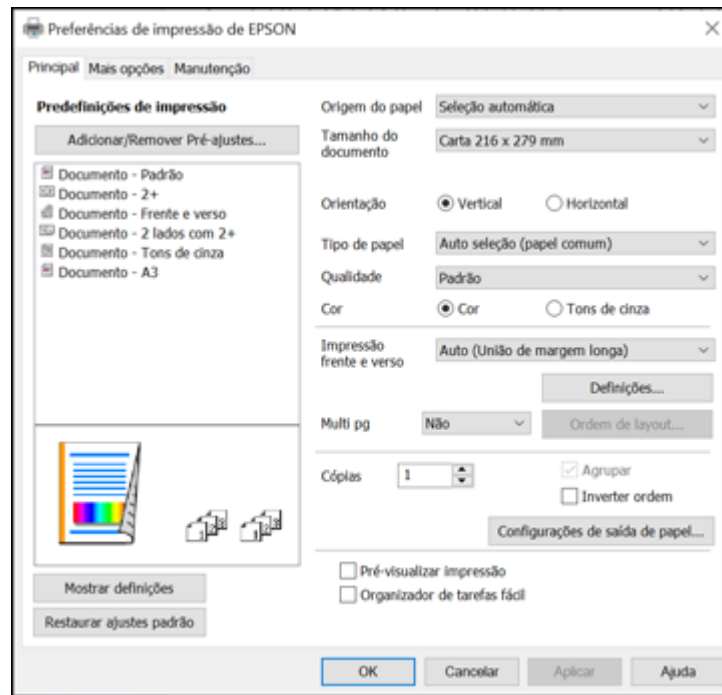 Preferências de impressão de EPSON
Principal Mais opções Manutenção
Predefinições de impressão
Adicionar/Remover Pré-ajustes...
Documento - Padrão
Documento - 2+
Documento - Frente e verso
Documento - 2 lados com 2+
Documento - Tons de cinza
Documento - A3
Mostrar definições
Restaurar ajustes padrão
Origem do papel Seleção automática
Tamanho do
documento Carta 216 x 279 mm
Orientação Vertical Horizontal
Tipo de papel Auto seleção (papel comum)
Qualidade Padrão
Cor Cor Tons de cinza
Impressão
frente e verso Auto (União de margem longa)
Definições...
Multi pg Não Ordem de layout...
Cópias 1 Agrupar
Inverter ordem
Configurações de saída de papel...
Pré-visualizar impressão
Organizador de tarefas fácil
OK Cancelar Aplicar Ajuda